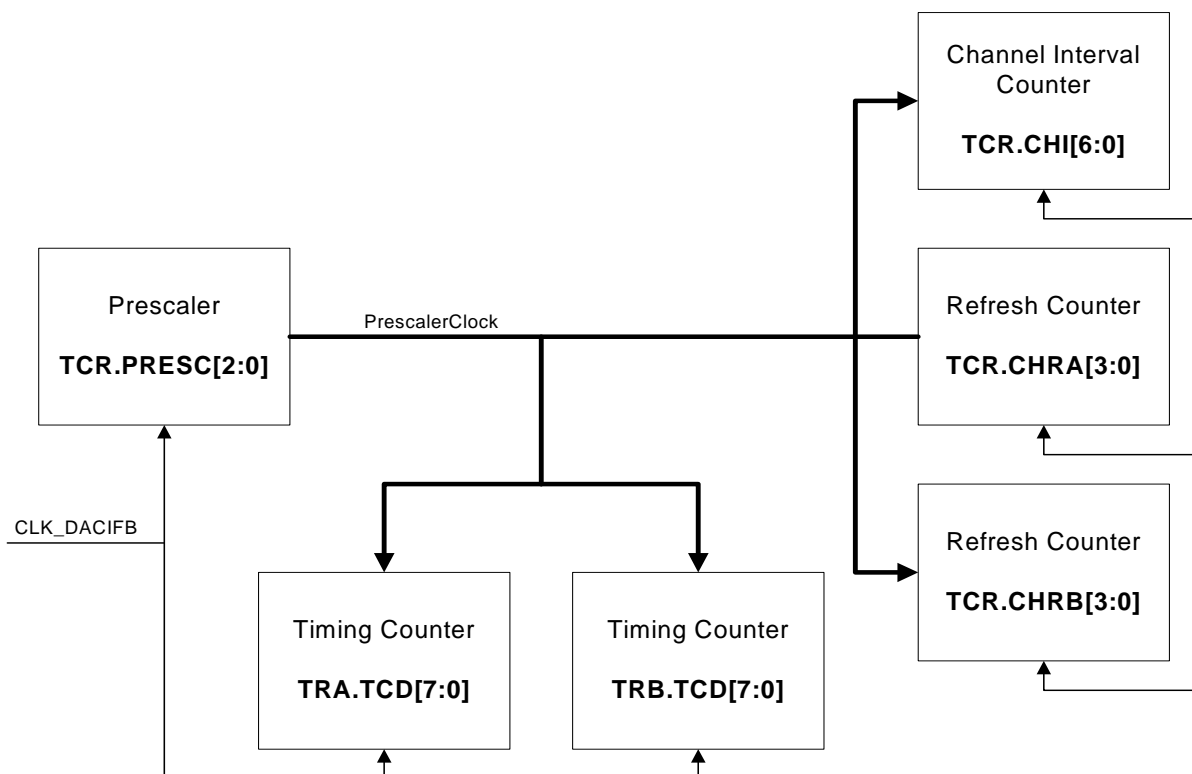 Channel Interval
Counter
TCR.CHI[6:0]
Prescaler
TCR.PRESC[2:0]
PrescalerClock
Refresh Counter
TCR.CHRA[3:0]
CLK_DACIFB
Refresh Counter
TCR.CHRB[3:0]
Timing Counter
TRA.TCD[7:0]
Timing Counter
TRB.TCD[7:0]